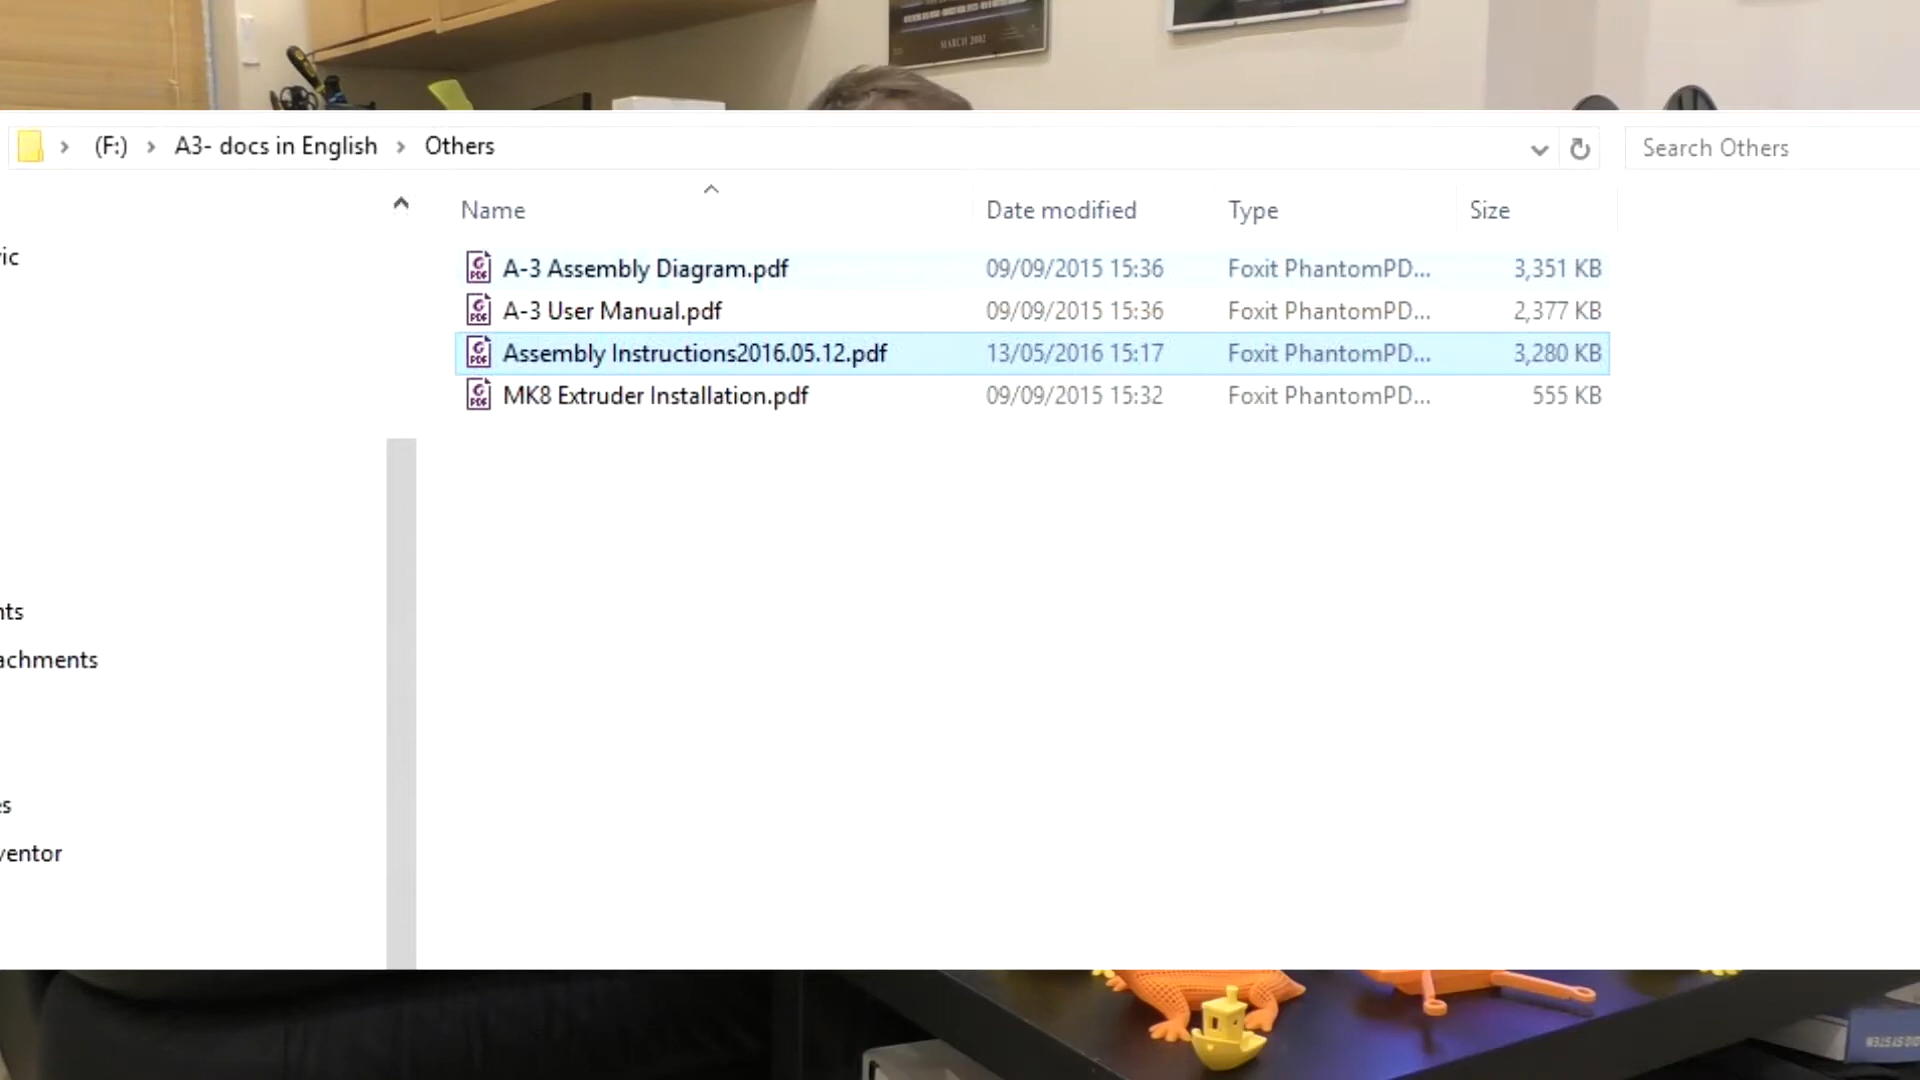 MARCH 2002
(F:) A3- docs in English Others
Search Others
Name Date modified Type Size
A-3 Assembly Diagram.pdf 09/09/2015 15:36 Foxit PhantomPD... 3,351 KB
A-3 User Manual.pdf 09/09/2015 15:36 Foxit PhantomPD... 2,377 KB
Assembly Instructions2016.05.12.pdf 13/05/2016 15:17 Foxit PhantomPD... 3,280 KB
MK8 Extruder Installation.pdf 09/09/2015 15:32 Foxit PhantomPD... 555 KB
ic
nts
achments
es
ventor